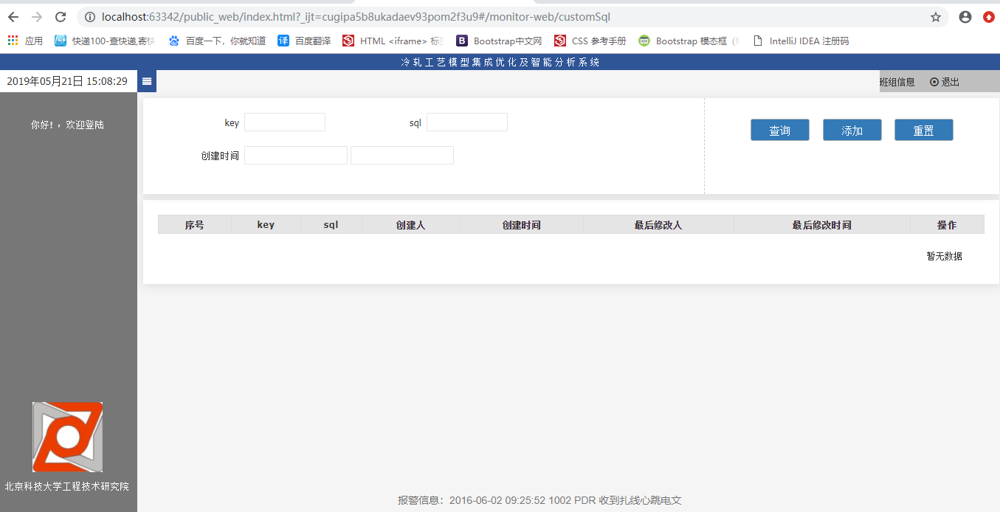 localhost:63342/public_web/index.html?_ijt=cugipa5b8ukadaev93pom2f3u9#/monitor-web/customSql
应用 快递100-查快递,寄快 百度一下，你就知道 译 百度翻译 HTML <iframe> 标 B Bootstrap中文网 CSS 参考手册 Bootstrap 模态框 IntelliJ IDEA 注册码
冷轧工艺模型集成优化及智能分析系统
2019年05月21日 15:08:29 班组信息 退出
你好!，欢迎登陆
key sql 查询 添加 重置
创建时间
序号 key sql 创建人 创建时间 最后修改人 最后修改时间 操作
暂无数据
北京科技大学工程技术研究院
报警信息：2016-06-02 09:25:52 1002 PDR 收到扎线心跳电文